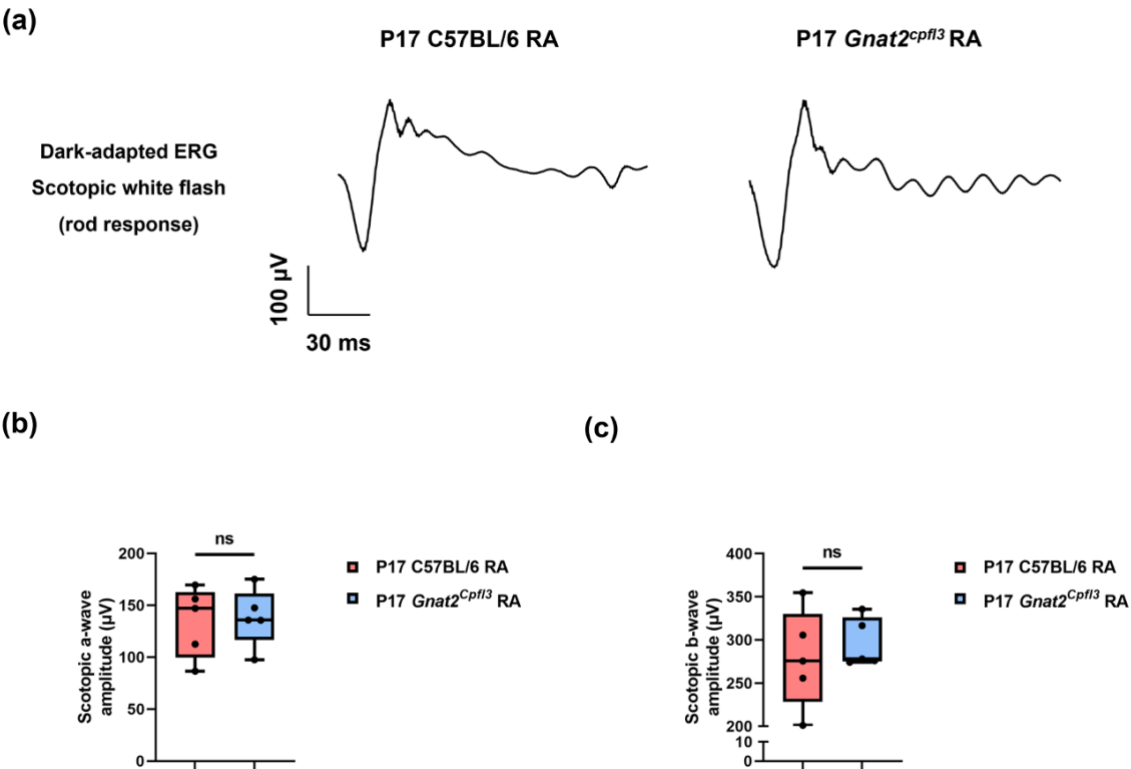 (a)
P17 C57BL/6 RA
P17 Gnat2cpfl3 RA
Dark-adapted ERG
Scotopic white flash
(rod response)
100 μV
30 ms
(b)
Scotopic a-wave
amplitude (μV)
200
150
100
50
0
ns
P17 C57BL/6 RA
P17 Gnat2Cpfl3 RA
(c)
Scotopic b-wave
amplitude (μV)
400
350
300
250
200
10
0
ns
P17 C57BL/6 RA
P17 Gnat2Cpfl3 RA